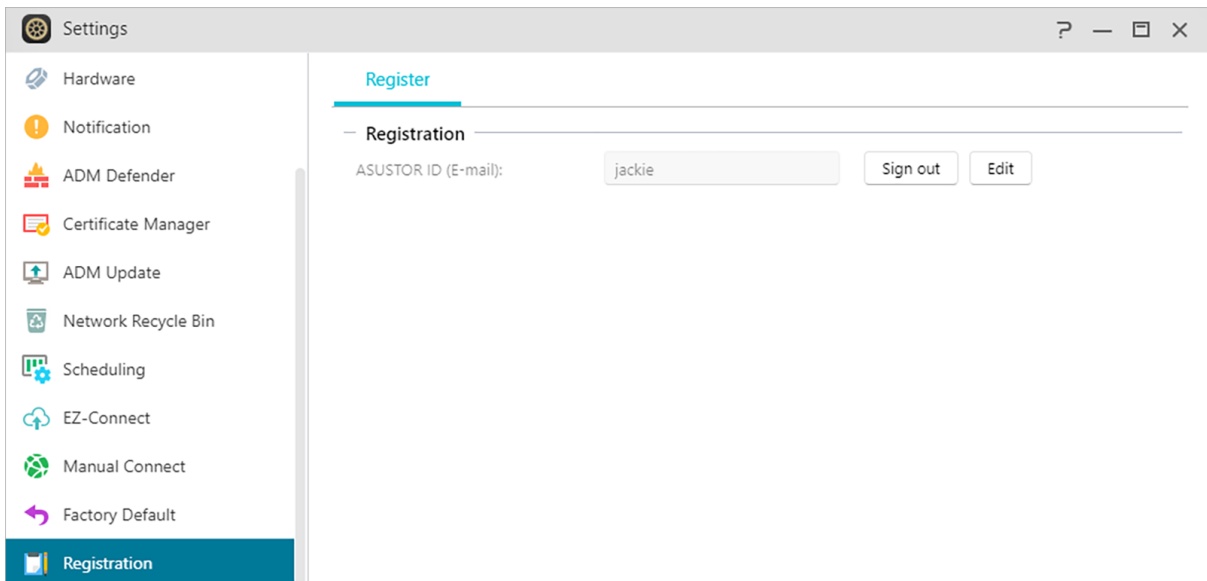 Settings
Hardware
Notification
ADM Defender
Certificate Manager
ADM Update
Network Recycle Bin
Scheduling
EZ-Connect
Manual Connect
Factory Default
Registration
Register
Registration
ASUSTOR ID (E-mail): jackie Sign out Edit